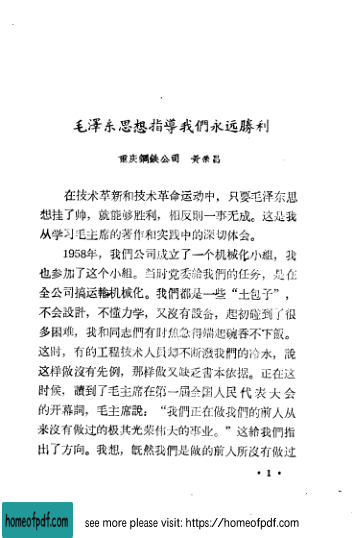 毛澤东思想指導我們永远勝利
重庆鋼鉄公司 黃荣昌
在技术革新和技术革命运动中，只要毛泽东思
想挂了帅，就能够胜利，相反則一事无成。这是我
从学习毛主席的著作和实践中的深切体会。
1958年，我們公司成立了一个机械化小組，我
也参加了这个小組。当时党委給我們的任务，是在
全公司搞运輸机械化。我們都是一些“土包子”，
不会設計，不懂力学，又沒有設备，起初碰到了很
多困难，我和同志們有时焦急得端起碗吞不下飯。
这时，有的工程技术人員却不断潑我們的冷水，說
这样做沒有先例，那样做又缺乏書本依据。正在这
时侯，讀到了毛主席在第一屆全国人民代表大会
的开幕詞，毛主席說：“我們正在做我們的前人从
來沒有做过的极其光荣伟大的事业。”这給我們指
出了方向。我想，旣然我們是做的前人所沒有做过
• 1 •
homeofpdf.com
see more please visit: https://homeofpdf.com